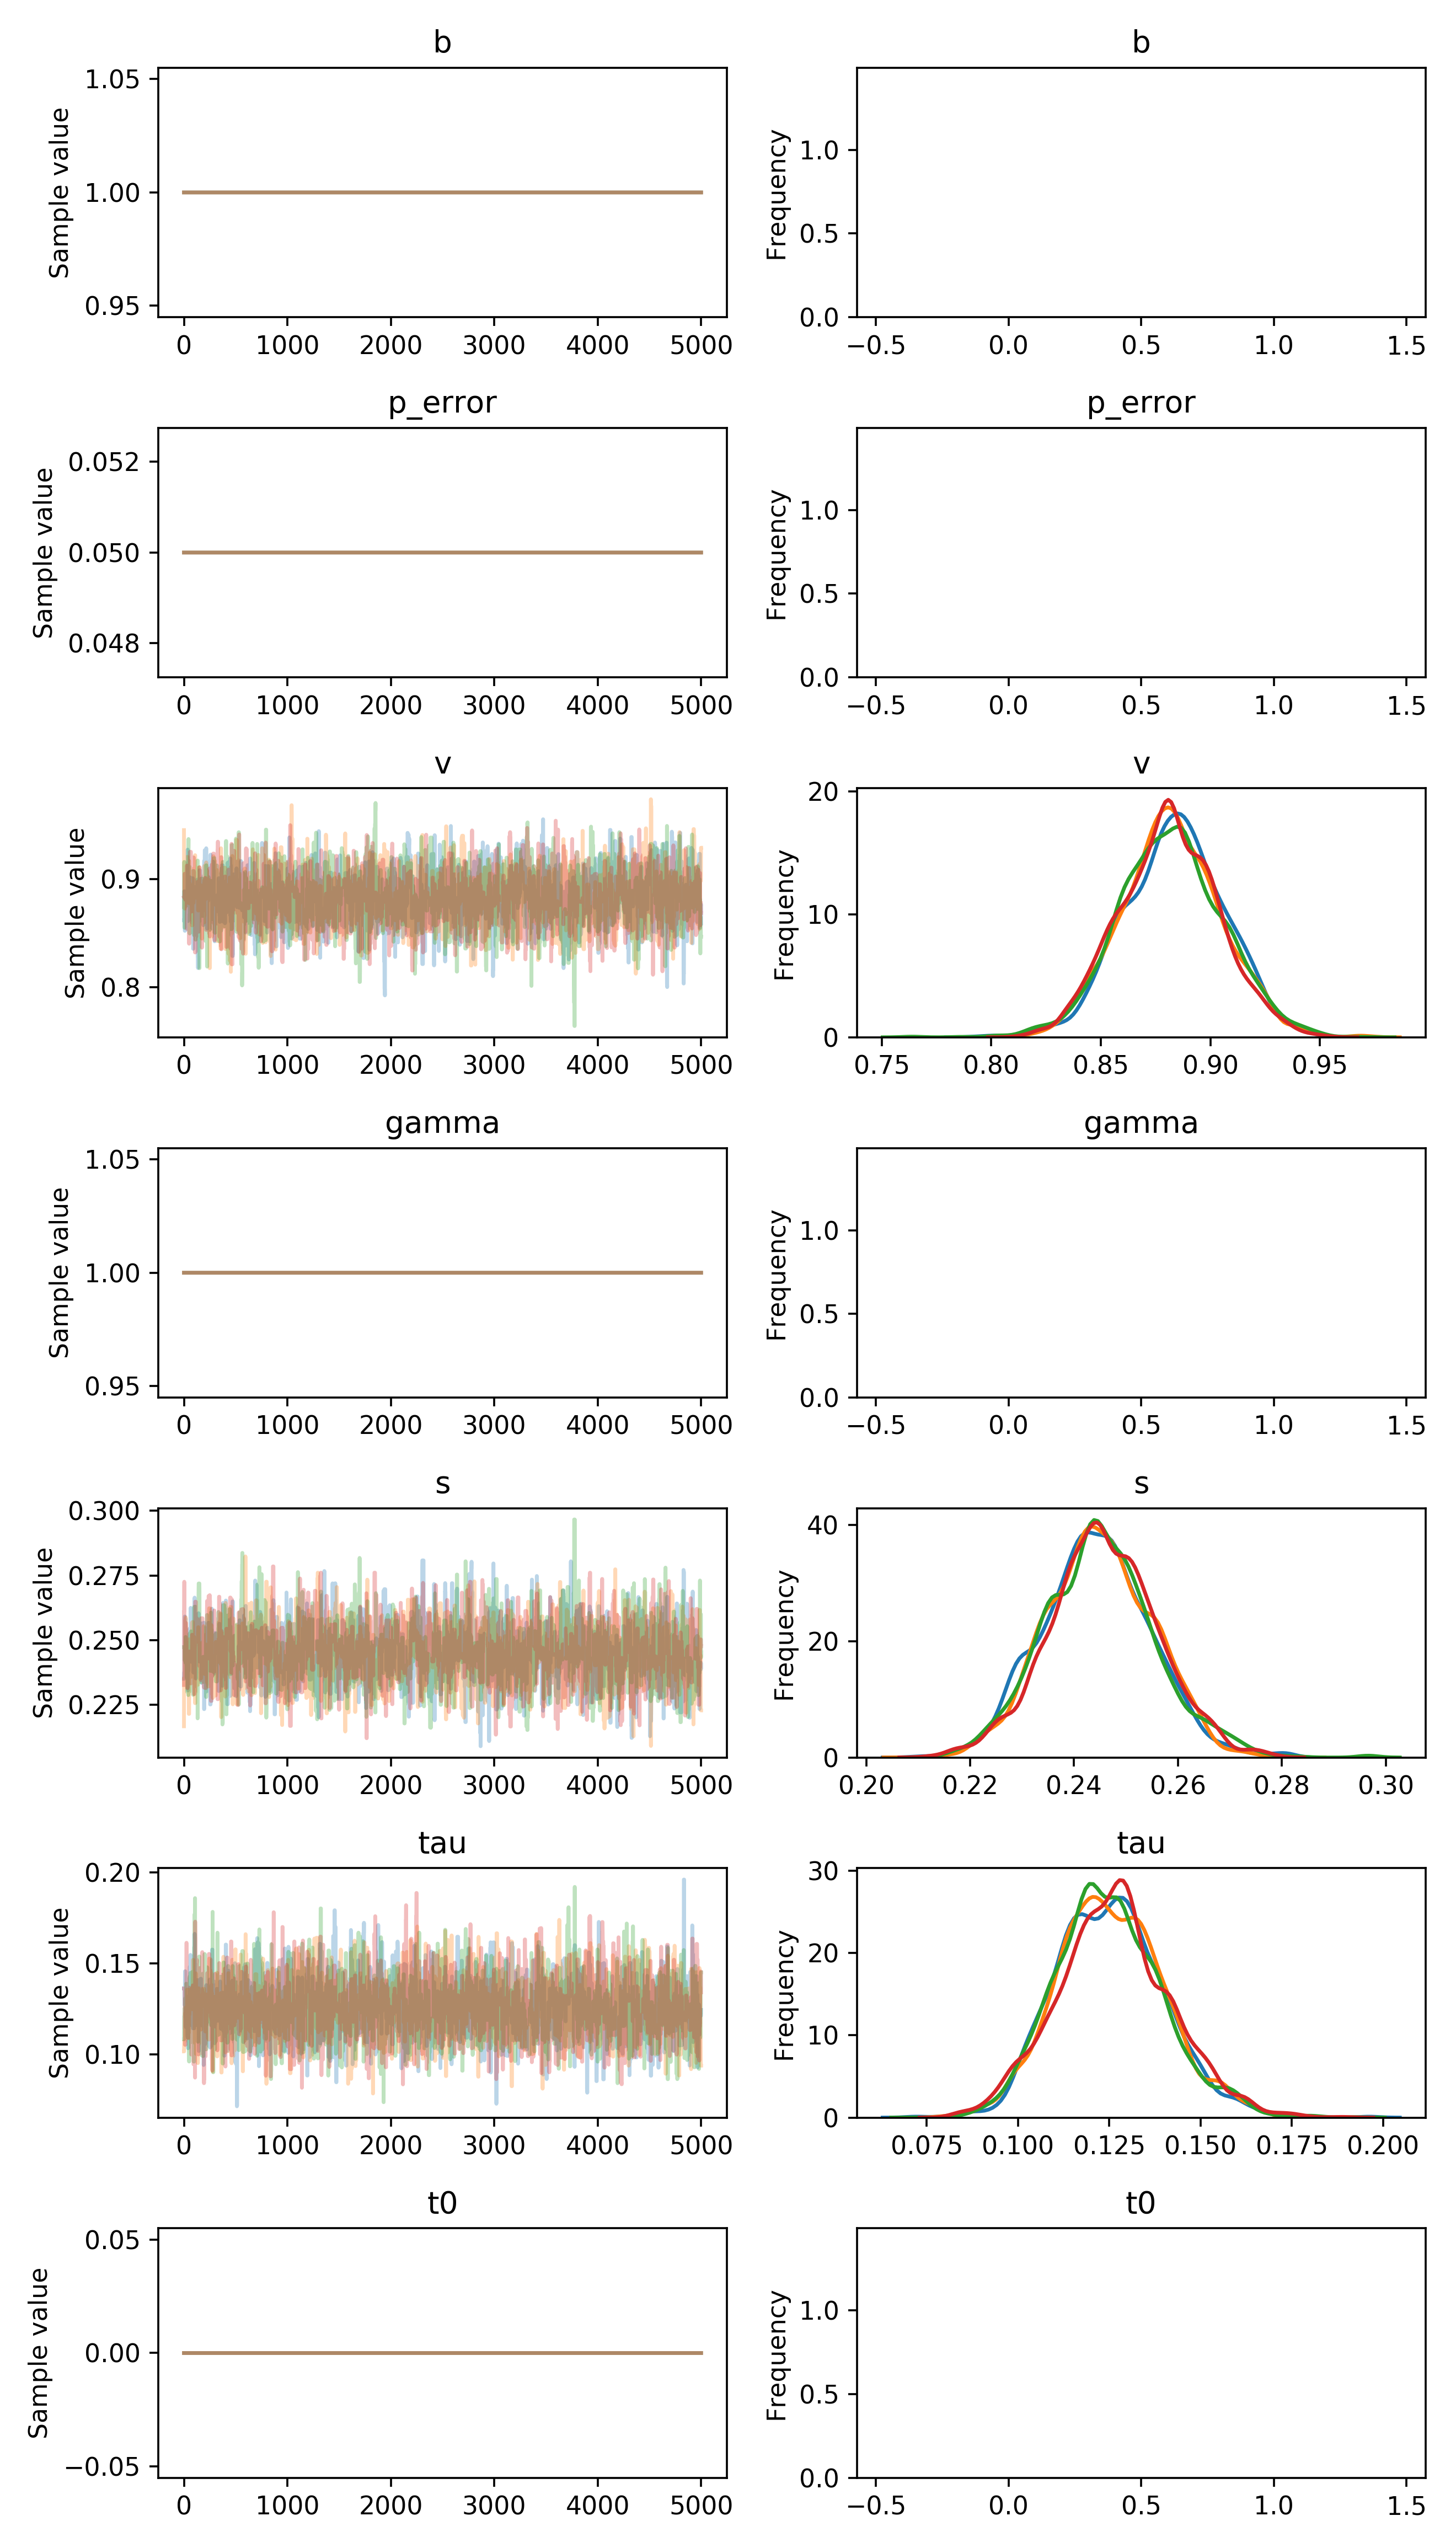 b
b
1.05
1.00
0.95
Sample value
0 1000 2000 3000 4000 5000
1.0
0.5
0.0
Frequency
−0.5 0.0 0.5 1.0 1.5
p_error
p_error
0.052
0.050
0.048
Sample value
0 1000 2000 3000 4000 5000
1.0
0.5
0.0
Frequency
−0.5 0.0 0.5 1.0 1.5
v
v
0.9
0.8
Sample value
0 1000 2000 3000 4000 5000
20
10
0
Frequency
0.75 0.80 0.85 0.90 0.95
gamma
gamma
1.05
1.00
0.95
Sample value
0 1000 2000 3000 4000 5000
1.0
0.5
0.0
Frequency
−0.5 0.0 0.5 1.0 1.5
s
s
0.300
0.275
0.250
0.225
Sample value
0 1000 2000 3000 4000 5000
40
20
0
Frequency
0.20 0.22 0.24 0.26 0.28 0.30
tau
tau
0.20
0.15
0.10
Sample value
0 1000 2000 3000 4000 5000
30
20
10
0
Frequency
0.075 0.100 0.125 0.150 0.175 0.200
t0
t0
0.05
0.00
−0.05
Sample value
0 1000 2000 3000 4000 5000
1.0
0.5
0.0
Frequency
−0.5 0.0 0.5 1.0 1.5